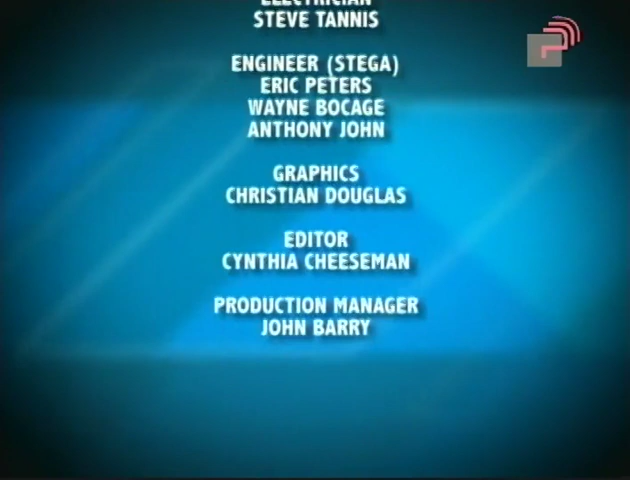 ELECTRICIAN
STEVE TANNIS
ENGINEER (STEGA)
ERIC PETERS
WAYNE BOCAGE
ANTHONY JOHN
GRAPHICS
CHRISTIAN DOUGLAS
EDITOR
CYNTHIA CHEESEMAN
PRODUCTION MANAGER
JOHN BARRY